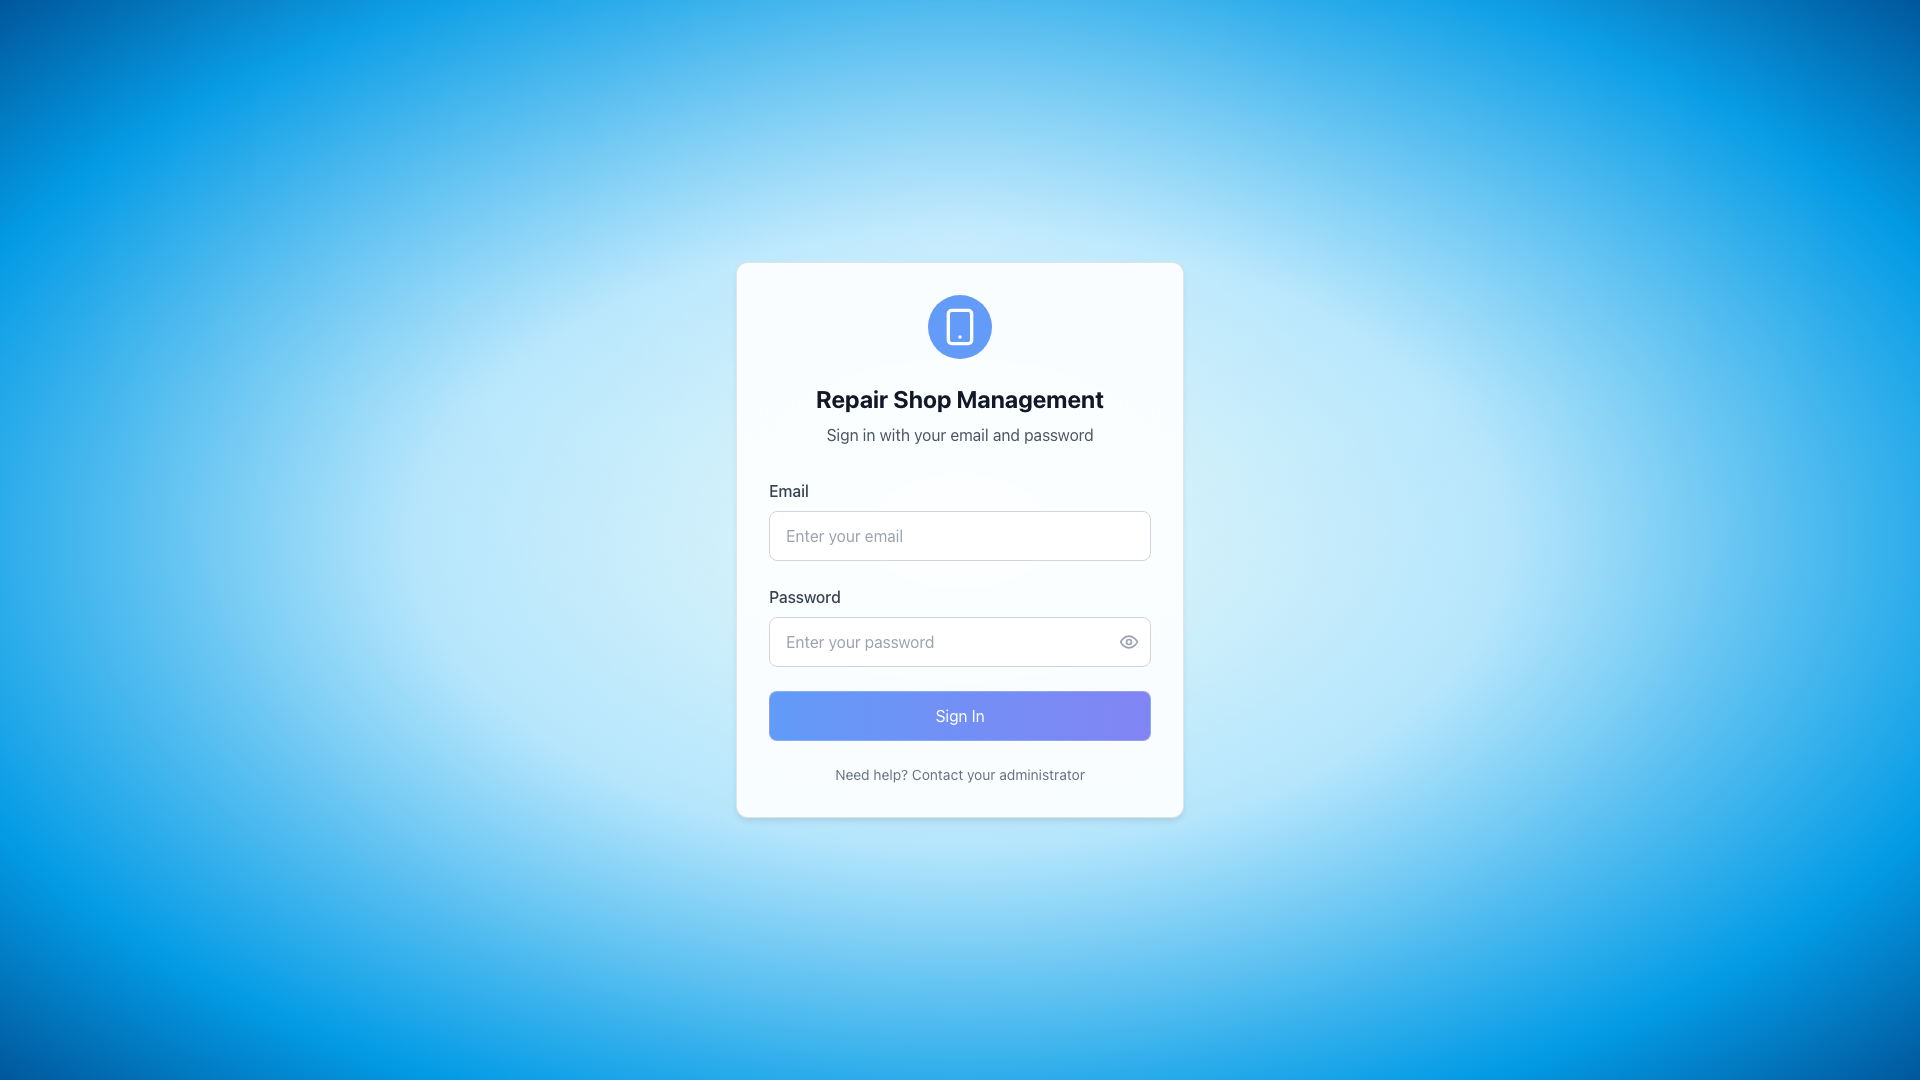 Repair Shop Management
Sign in with your email and password
Email
Enter your email
Password
Enter your password
Sign In
Need help? Contact your administrator